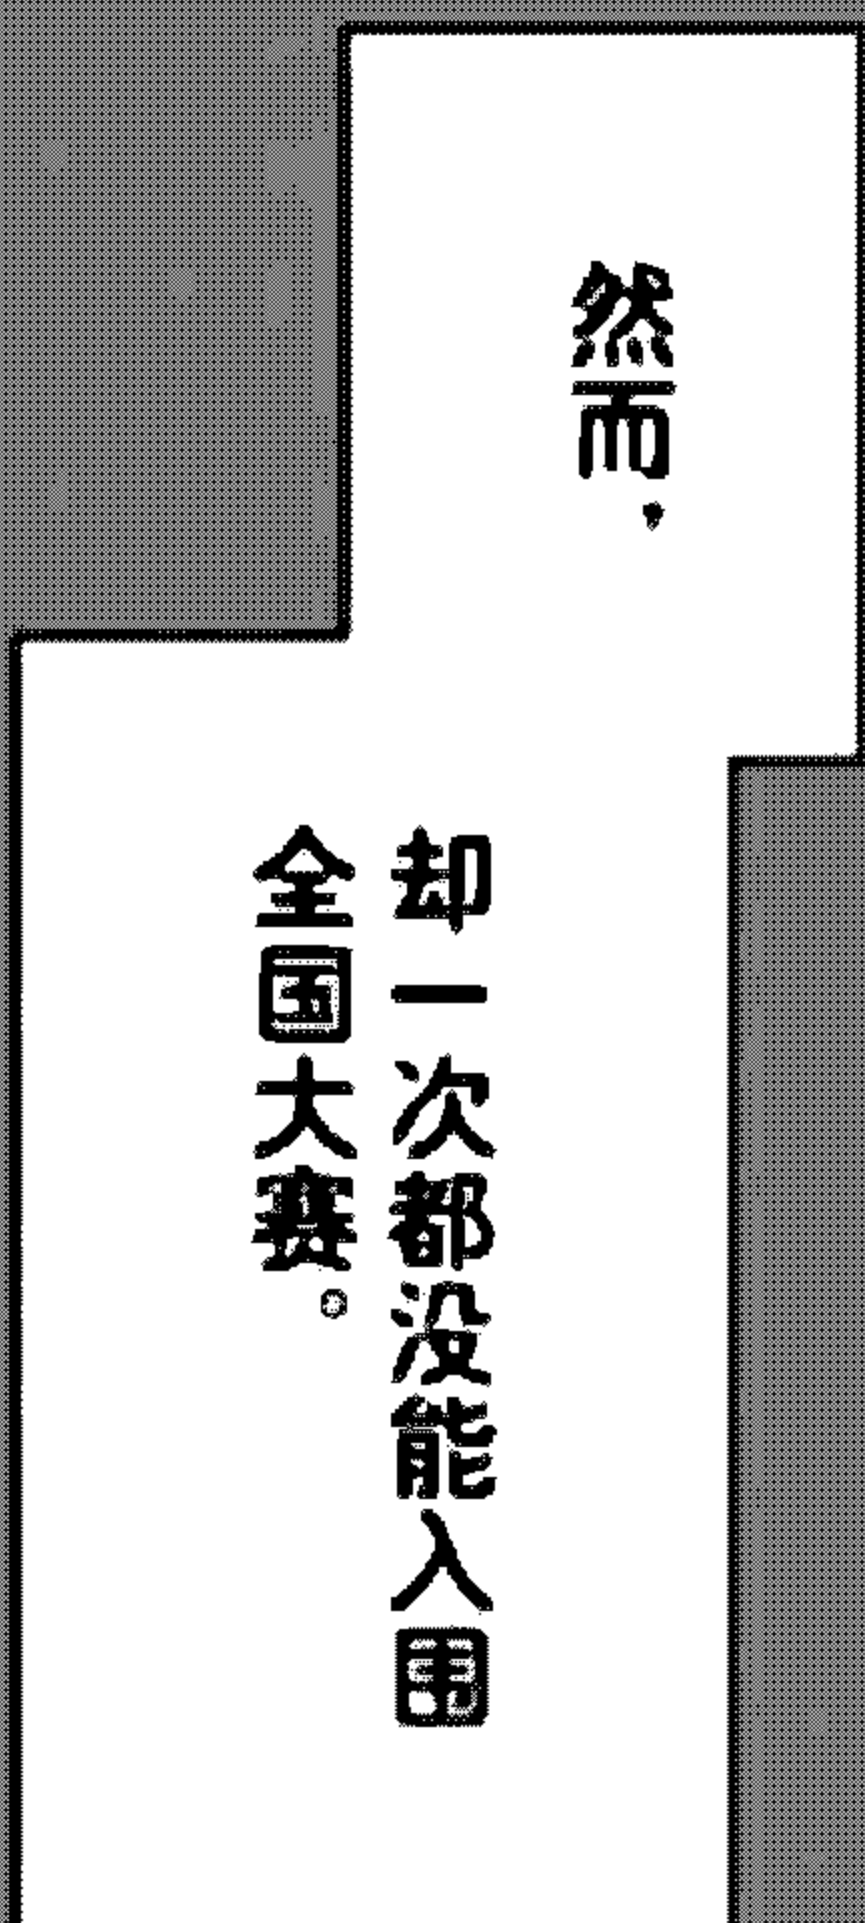 然而，
却一次都没能入围
全国大赛。